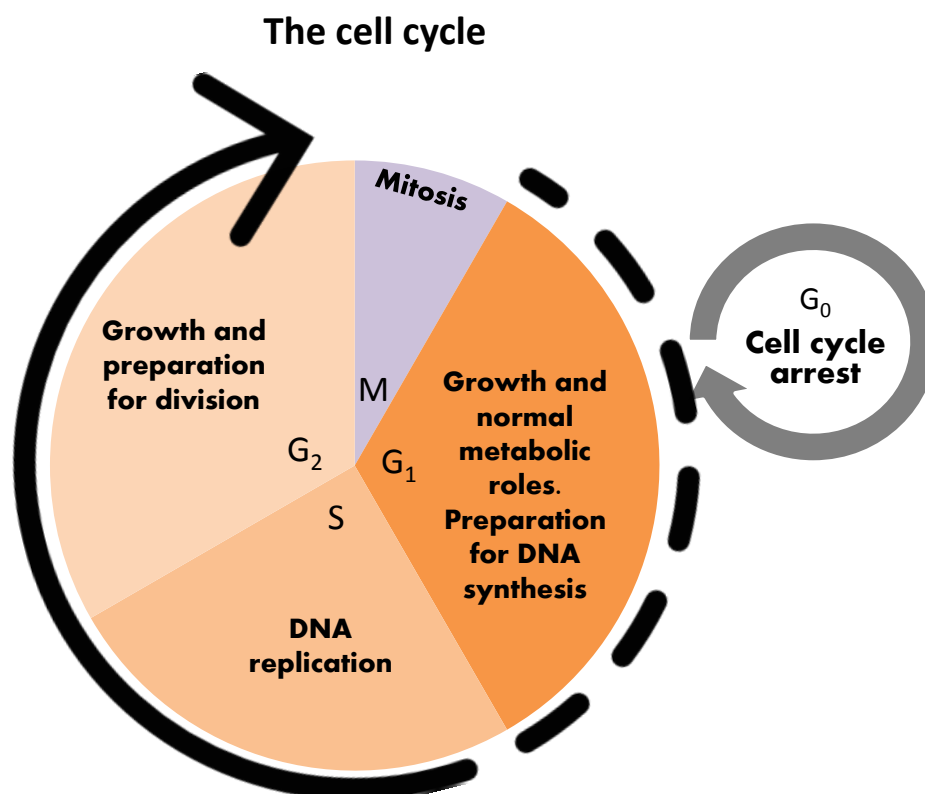 The cell cycle
Mitosis
M
Growth and
preparation
for division
G₂
G₁
Growth and
normal
metabolic
roles.
Preparation
for DNA
synthesis
S
DNA
replication
G₀
Cell cycle
arrest